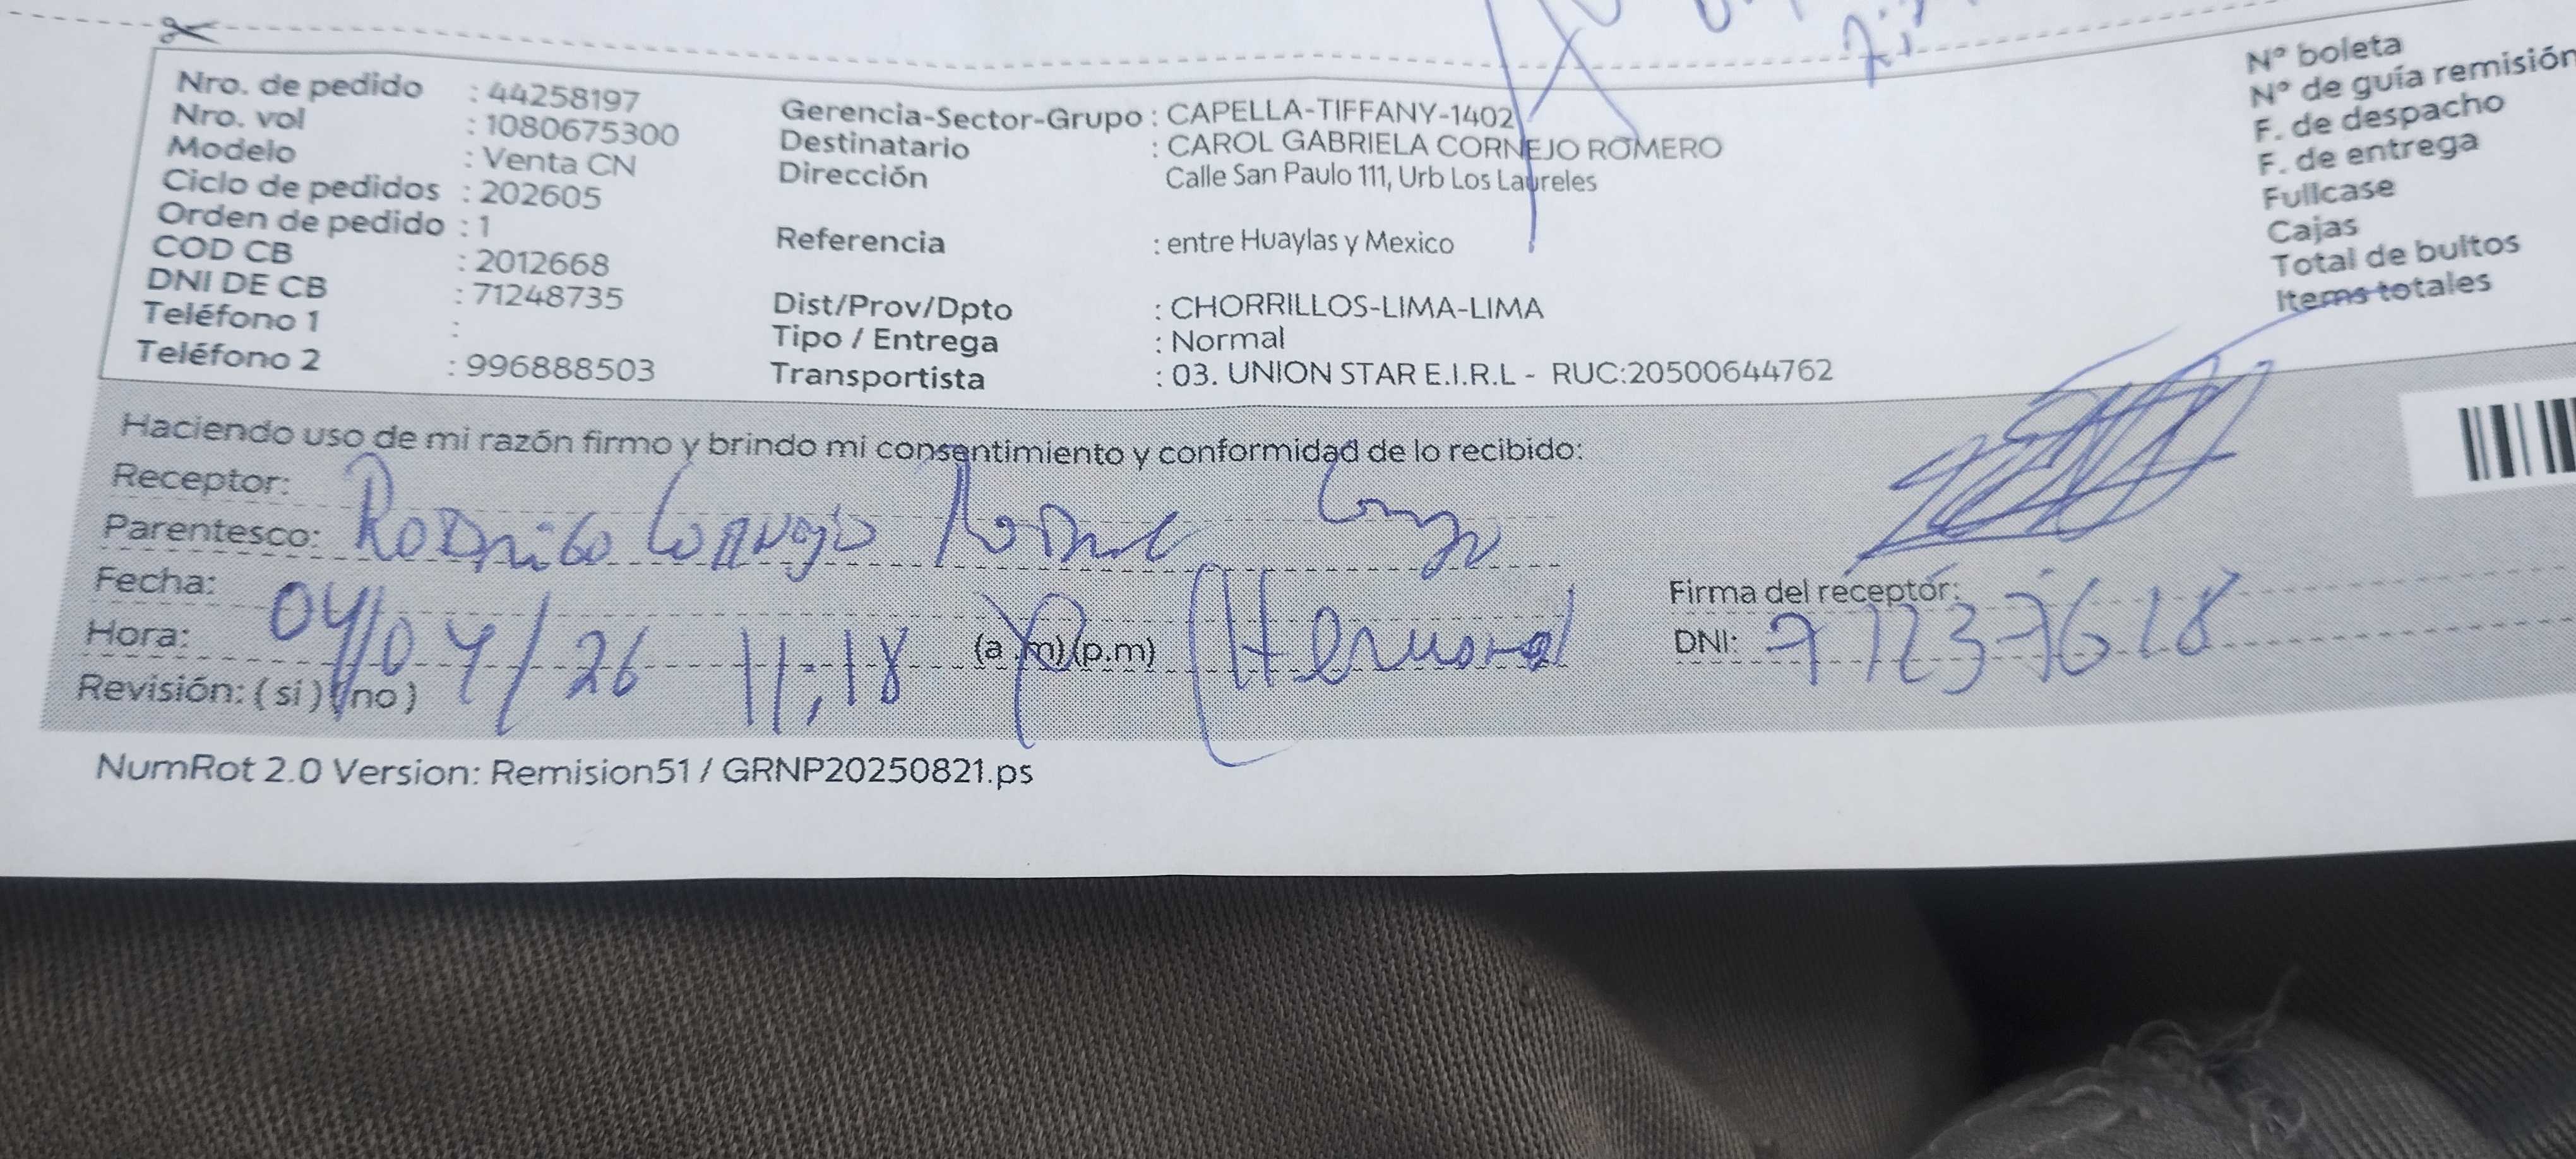 Nro. de pedido : 44258197
Nro. vol : 1080675300
Modelo : Venta CN
Ciclo de pedidos : 202605
Orden de pedido : 1
COD CB : 2012668
DNI DE CB : 71248735
Teléfono 1 :
Teléfono 2 : 996888503
Gerencia-Sector-Grupo : CAPELLA-TIFFANY-1402
Destinatario : CAROL GABRIELA CORNEJO ROMERO
Dirección Calle San Paulo 111, Urb Los Laureles
Referencia : entre Huaylas y Mexico
Dist/Prov/Dpto : CHORRILLOS-LIMA-LIMA
Tipo / Entrega : Normal
Transportista : 03. UNION STAR E.I.R.L - RUC:20500644762
N° boleta
N° de guía remisión
F. de despacho
F. de entrega
Fullcase
Cajas
Total de bultos
Items totales
Haciendo uso de mi razón firmo y brindo mi consentimiento y conformidad de lo recibido:
Receptor:
Parentesco: Rodrigo Cornejo
Fecha:
Hora: 04/04/26 11:18 (a.m)(p.m) (Hermano)
Revisión: ( si ) ( no )
Firma del receptor:
DNI: 71237618
NumRot 2.0 Version: Remision51 / GRNP20250821.ps